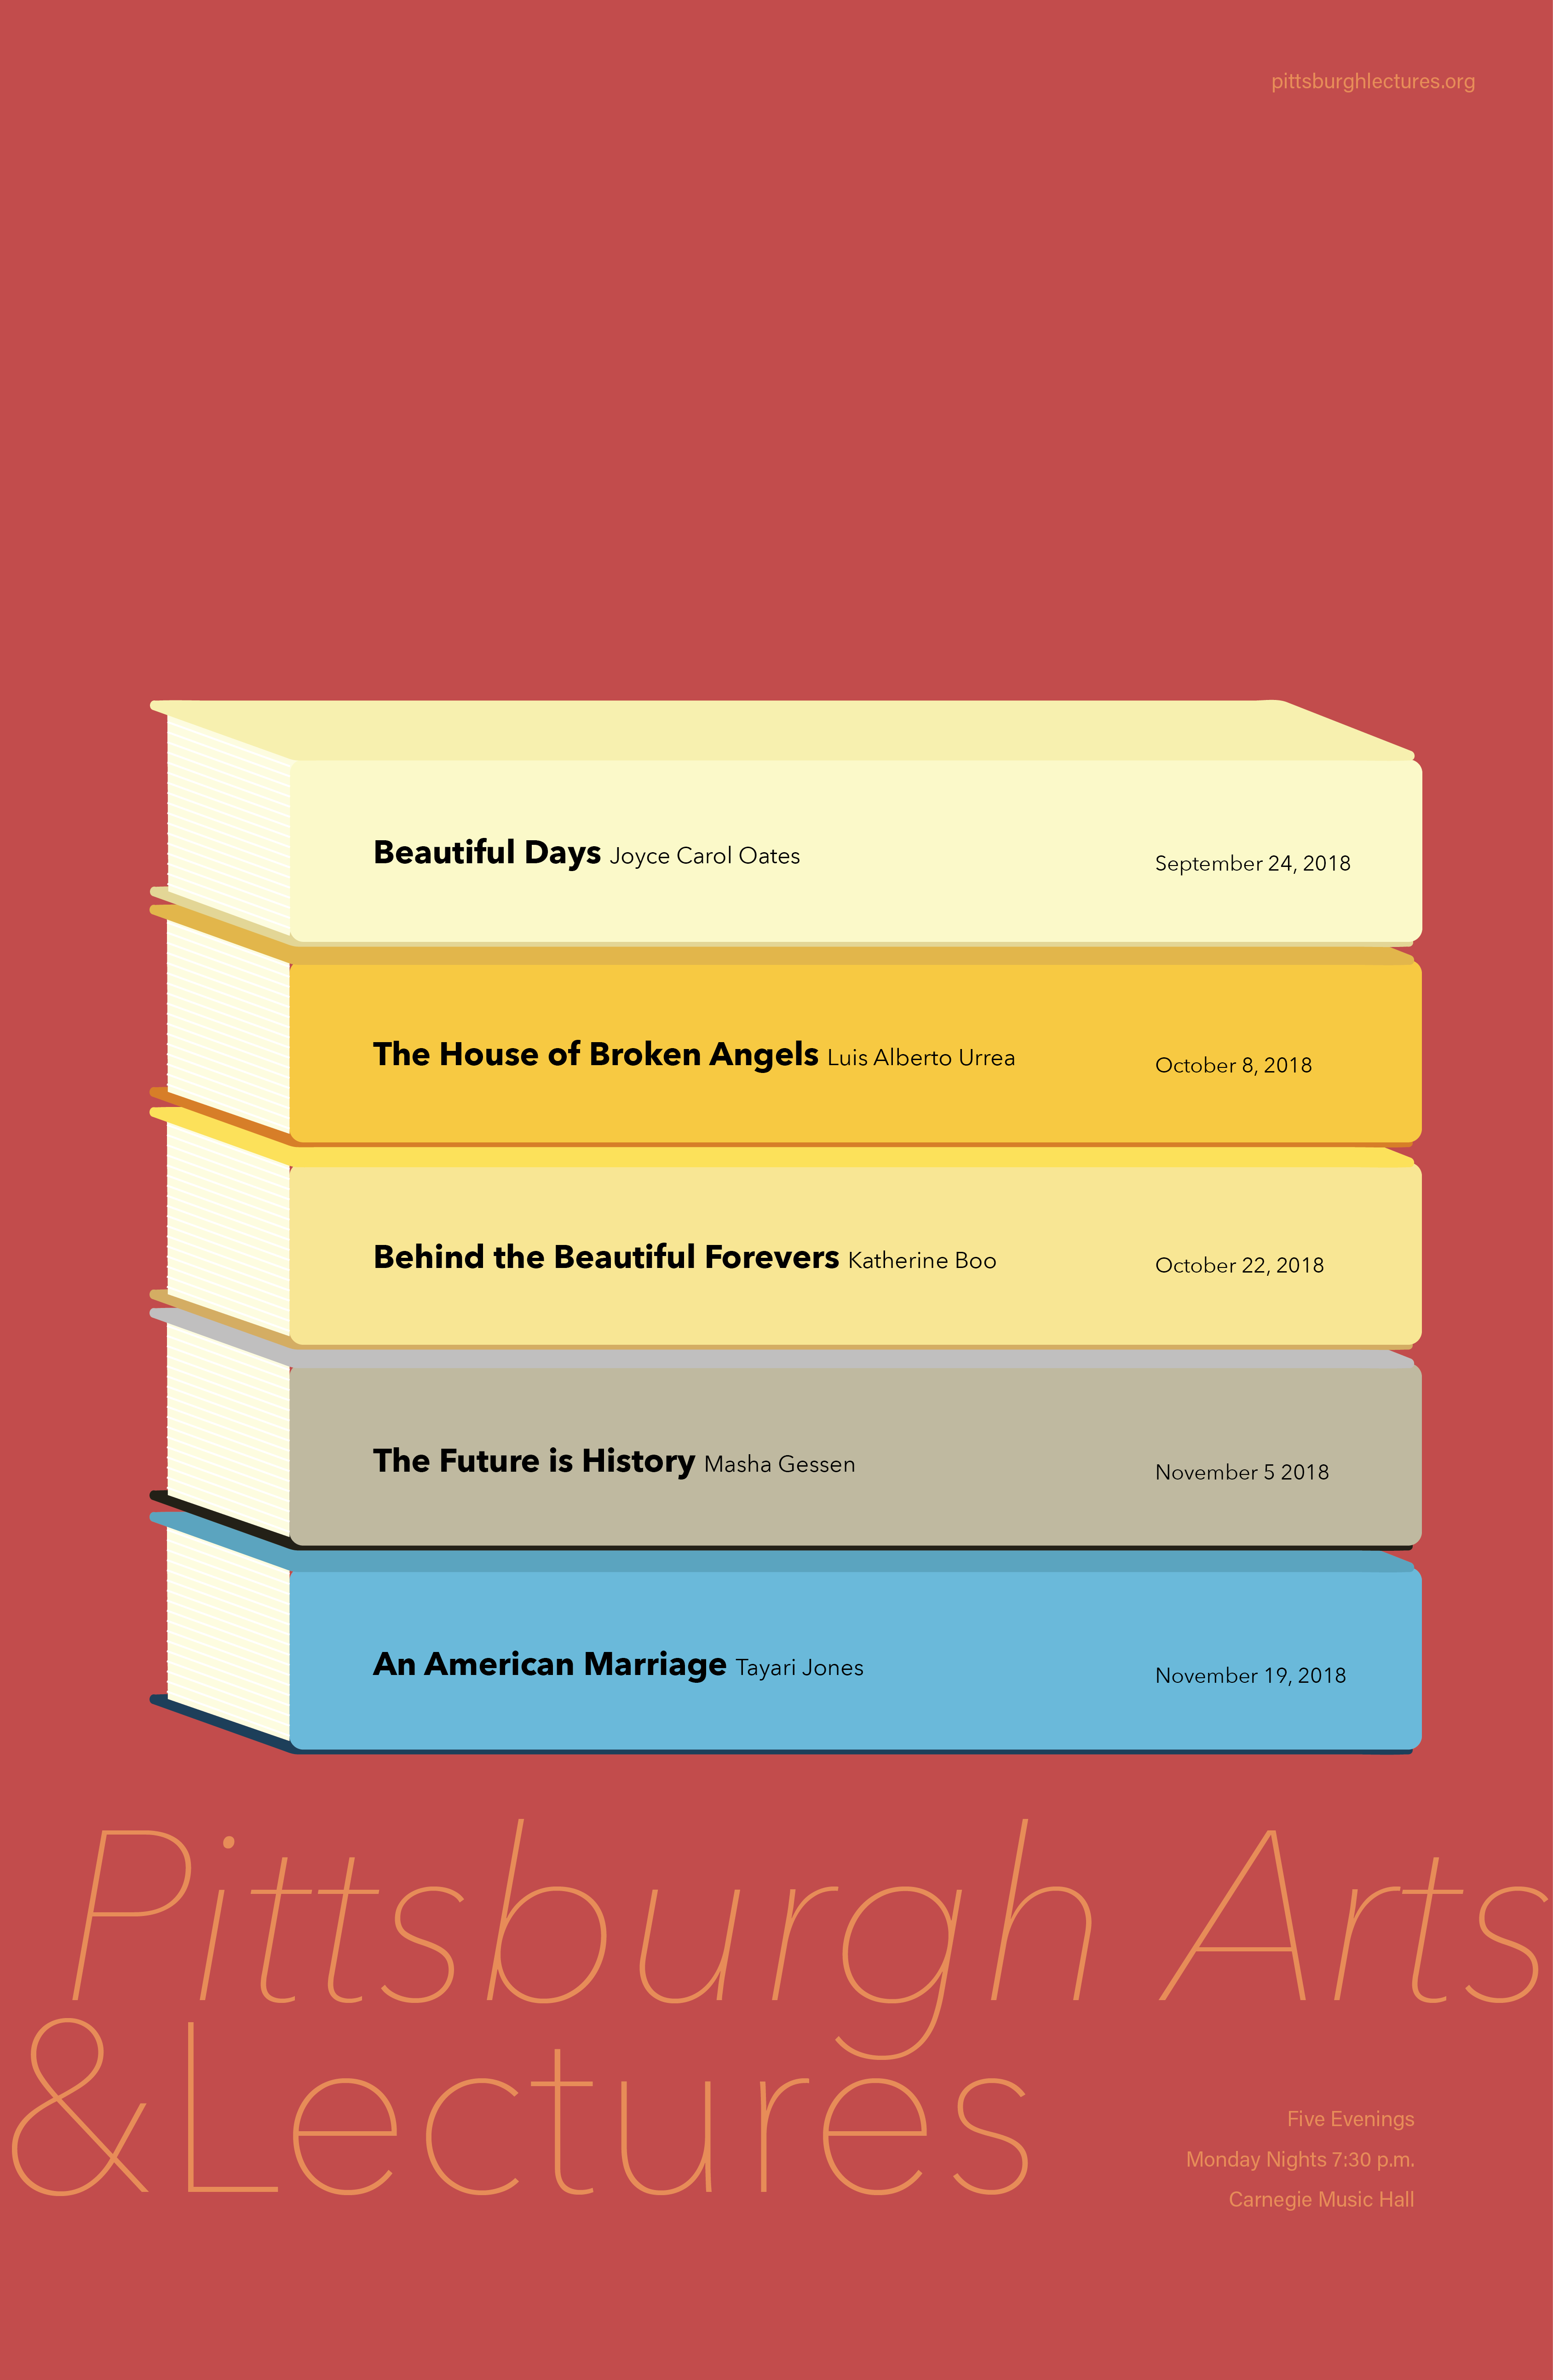 pittsburghlectures.org
Beautiful Days Joyce Carol Oates September 24, 2018
The House of Broken Angels Luis Alberto Urrea October 8, 2018
Behind the Beautiful Forevers Katherine Boo October 22, 2018
The Future is History Masha Gessen November 5 2018
An American Marriage Tayari Jones November 19, 2018
Pittsburgh Arts
&Lectures
Five Evenings
Monday Nights 7:30 p.m.
Carnegie Music Hall